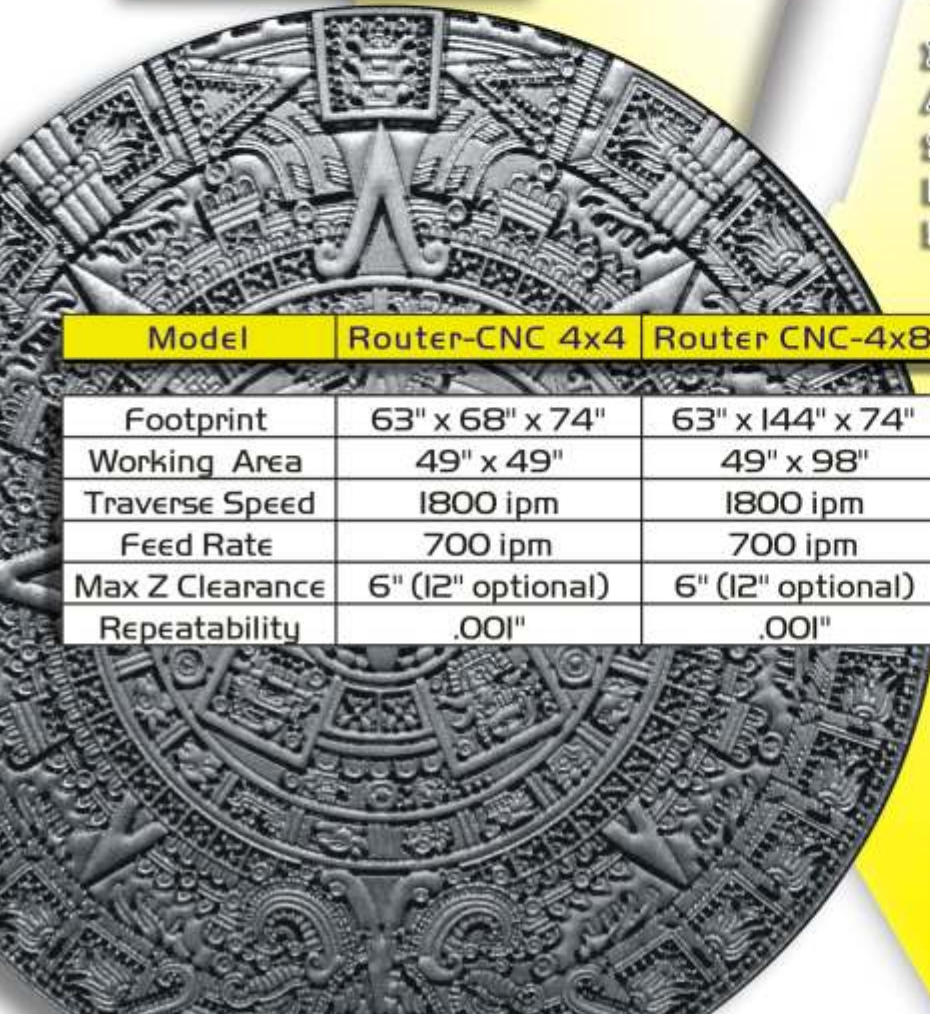 Model Router-CNC 4x4 Router CNC-4x8
Footprint 63" x 68" x 74" 63" x 144" x 74"
Working Area 49" x 49" 49" x 98"
Traverse Speed 1800 ipm 1800 ipm
Feed Rate 700 ipm 700 ipm
Max Z Clearance 6" (12" optional) 6" (12" optional)
Repeatability .001" .001"